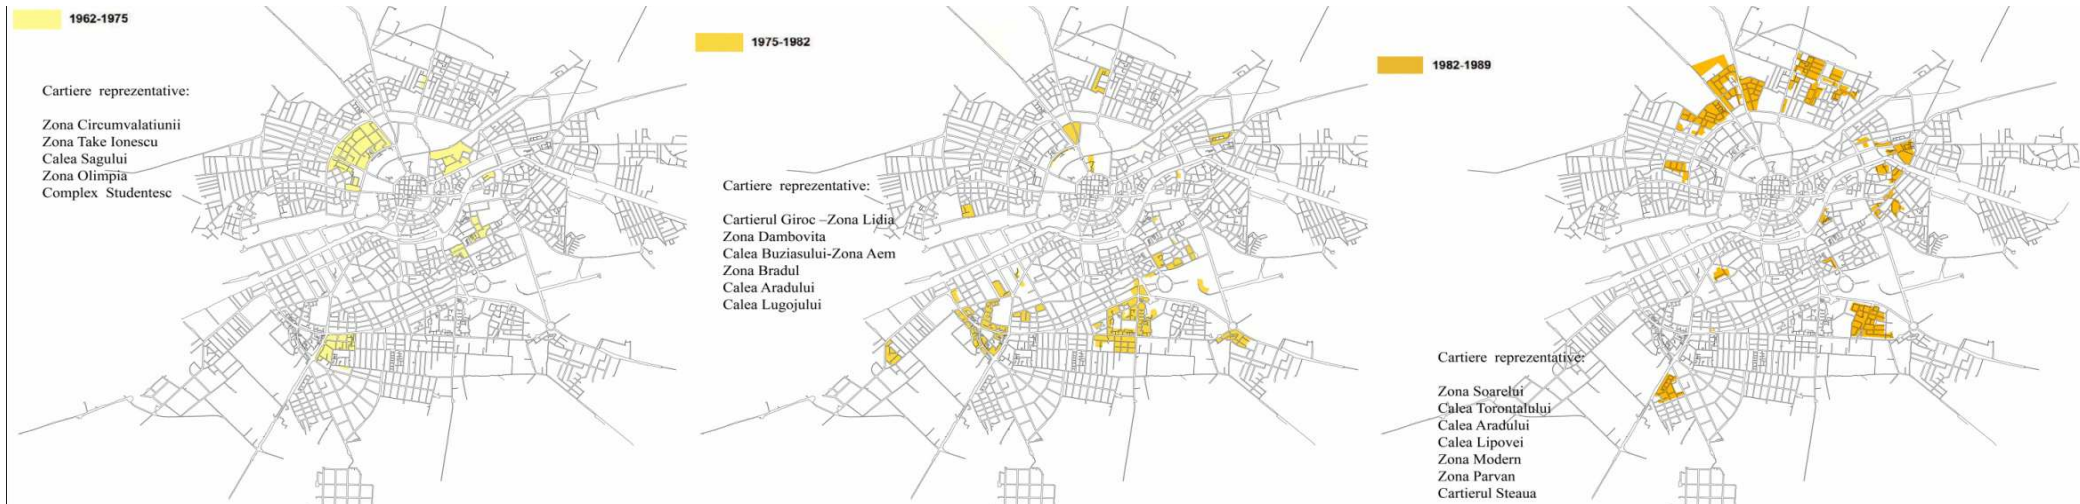 1962-1975
Cartiere reprezentative:
Zona Circumvalatiunii
Zona Take Ionescu
Calea Sagului
Zona Olimpia
Complex Studentesc
1975-1982
Cartiere reprezentative:
Cartierul Giroc –Zona Lidia
Zona Dambovita
Calea Buziasului-Zona Aem
Zona Bradul
Calea Aradului
Calea Lugojului
1982-1989
Cartiere reprezentative:
Zona Soarelui
Calea Torontalului
Calea Aradului
Calea Lipovei
Zona Modern
Zona Parvan
Cartierul Steaua